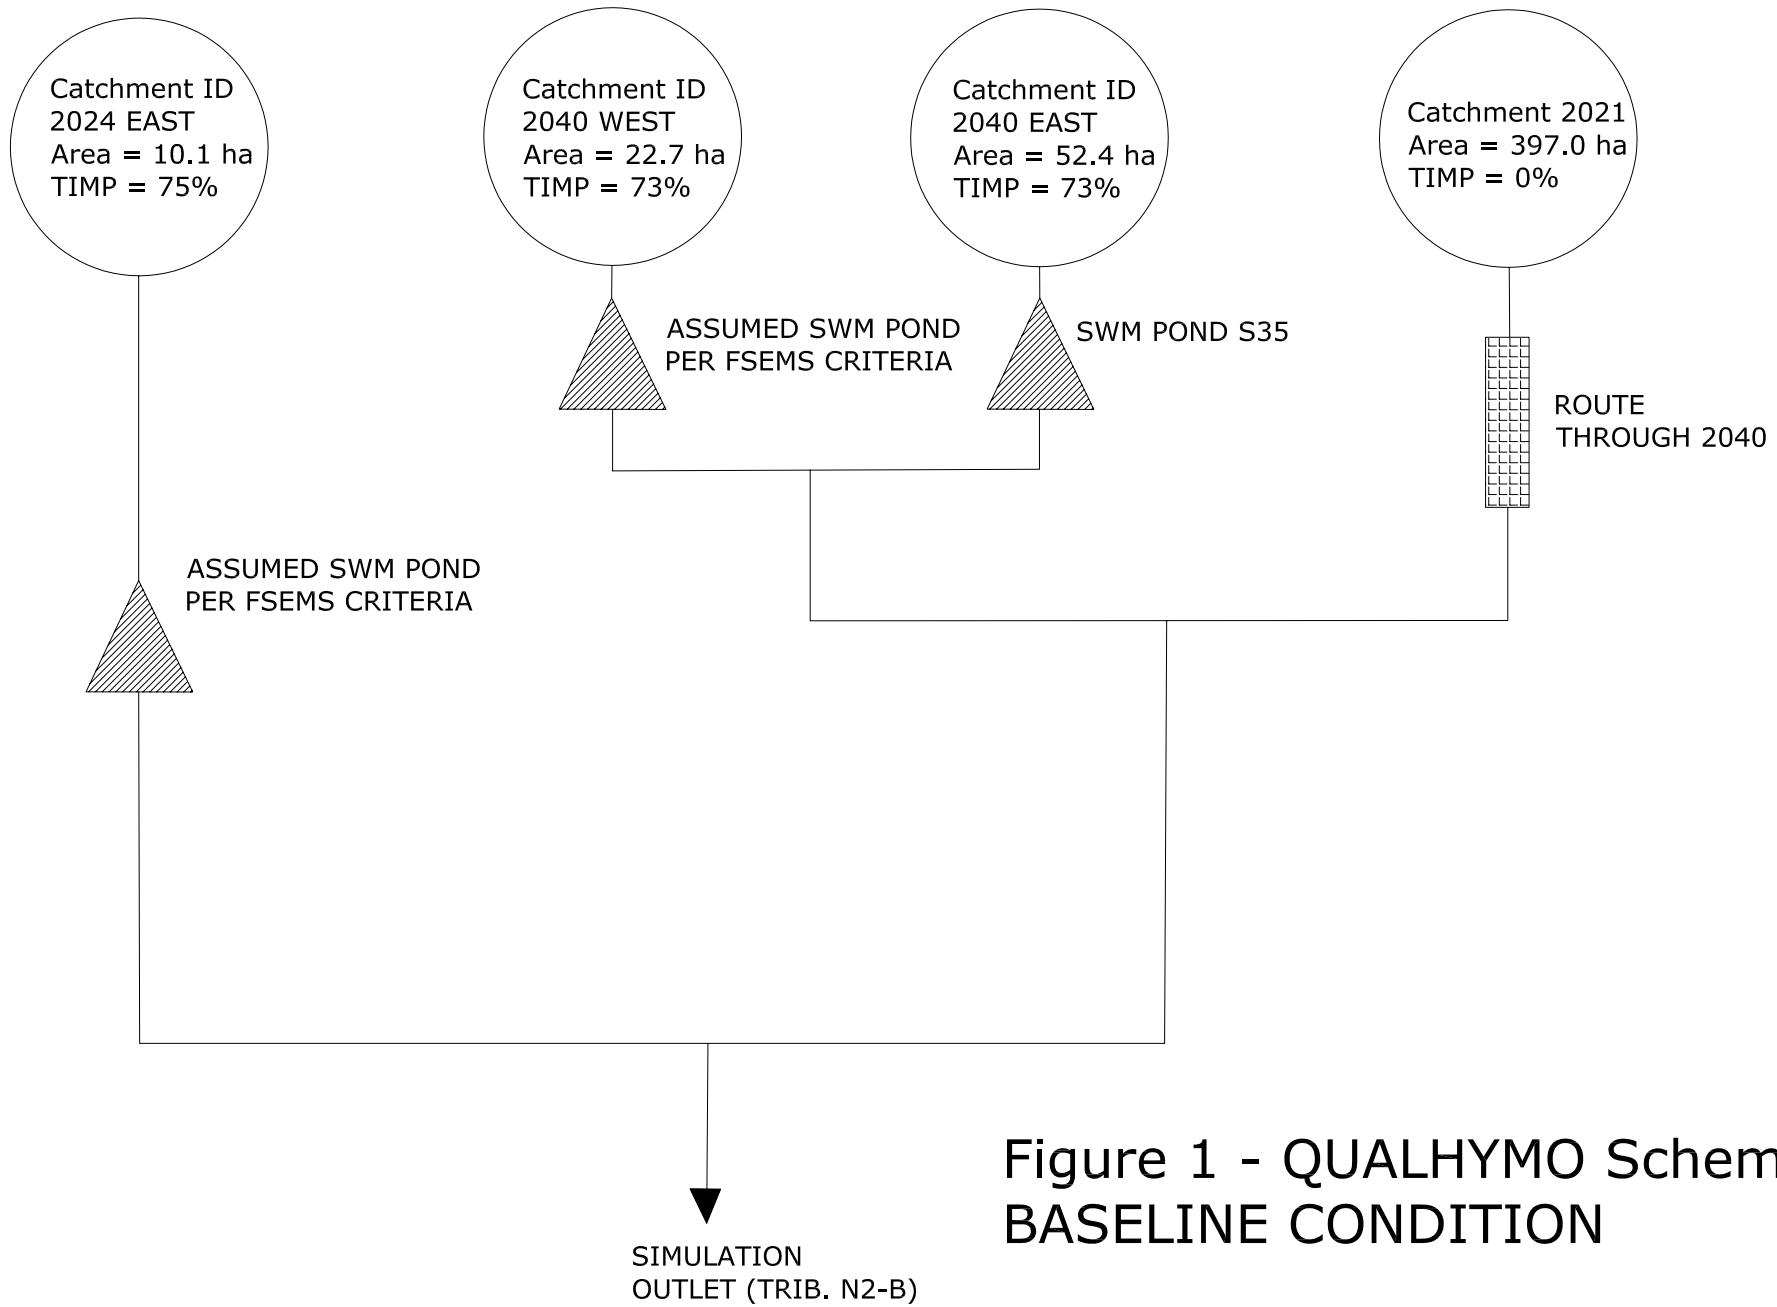 Catchment ID
2024 EAST
Area = 10.1 ha
TIMP = 75%
Catchment ID
2040 WEST
Area = 22.7 ha
TIMP = 73%
Catchment ID
2040 EAST
Area = 52.4 ha
TIMP = 73%
Catchment 2021
Area = 397.0 ha
TIMP = 0%
ASSUMED SWM POND
PER FSEMS CRITERIA
SWM POND S35
ROUTE
THROUGH 2040
ASSUMED SWM POND
PER FSEMS CRITERIA
Figure 1 - QUALHYMO Schem
BASELINE CONDITION
SIMULATION
OUTLET (TRIB. N2-B)